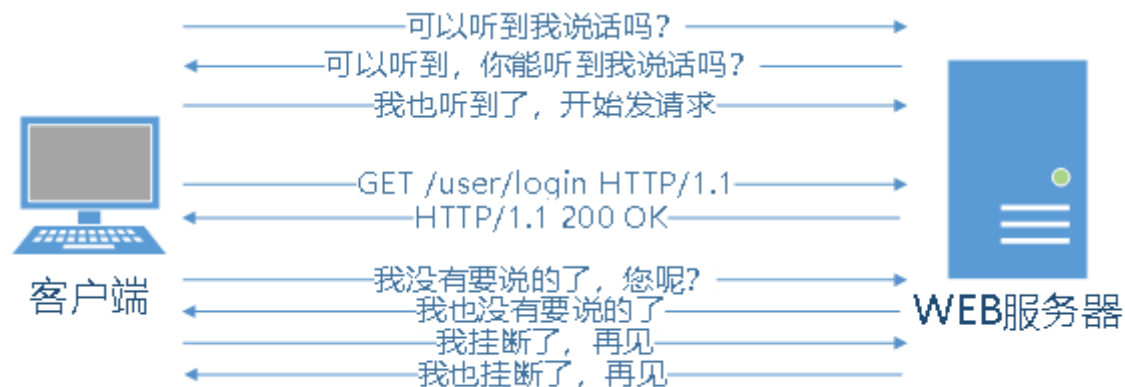 可以听到我说话吗?
可以听到，你能听到我说话吗?
我也听到了，开始发请求
GET /user/login HTTP/1.1
HTTP/1.1 200 OK
我没有要说的了，您呢?
我也没有要说的了
我挂断了，再见
我也挂断了，再见
客户端
WEB服务器